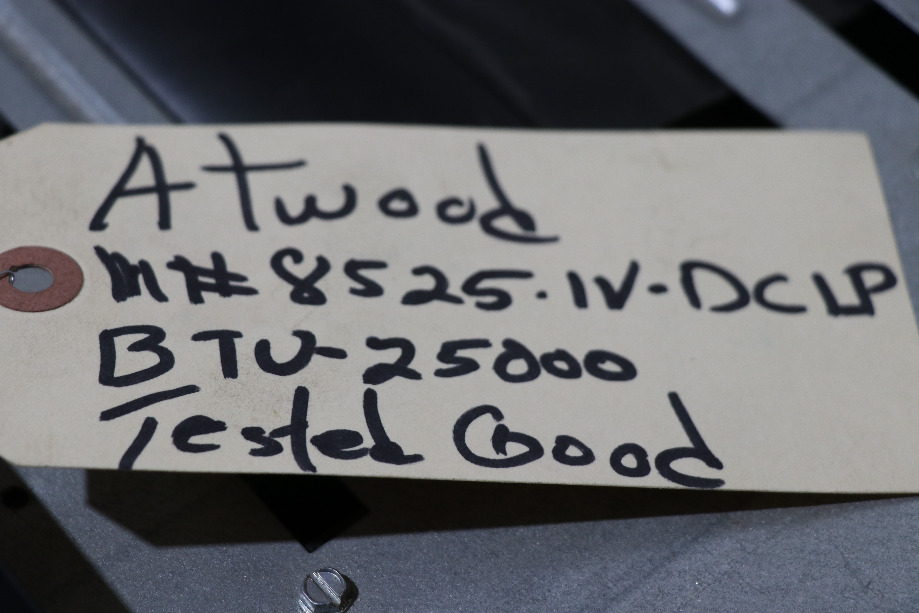 Atwood
M# 8525-IV-DCLP
BTU-25000
Tested Good